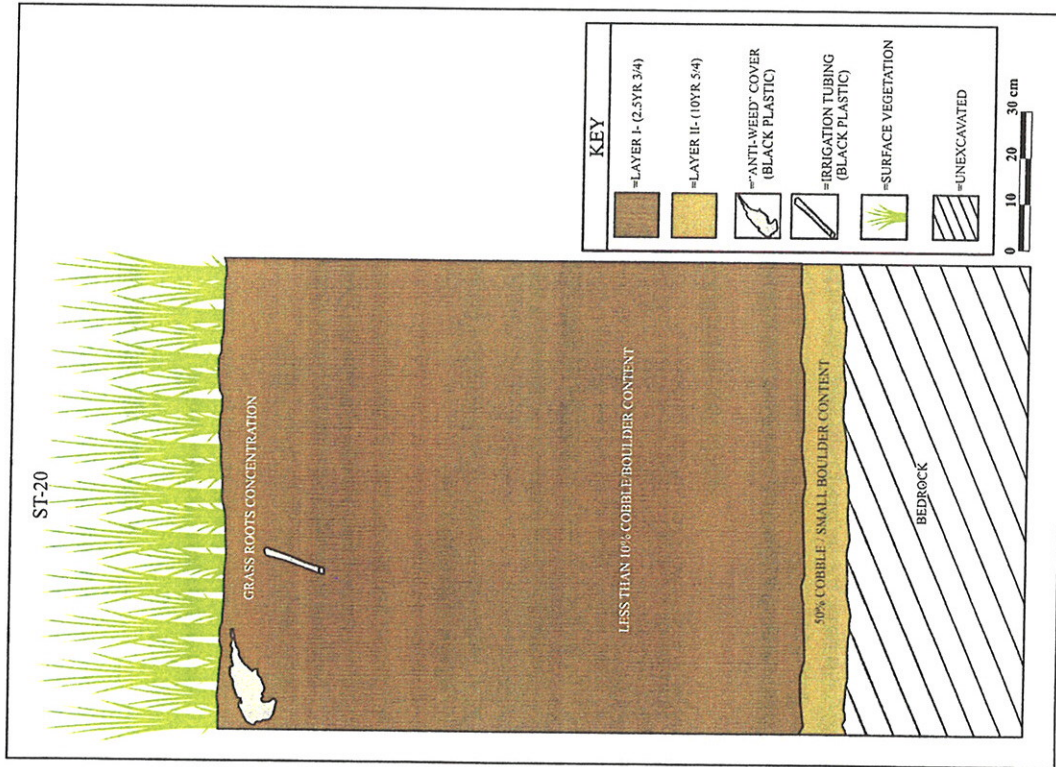 ST-20
GRASS ROOTS CONCENTRATION
LESS THAN 10% COBBLE/BOULDER CONTENT
50% COBBLE / SMALL BOULDER CONTENT
BEDROCK
KEY
=LAYER I- (2.5YR 3/4)
=LAYER II- (10YR 5/4)
="ANTI-WEED" COVER
(BLACK PLASTIC)
=IRRIGATION TUBING
(BLACK PLASTIC)
=SURFACE VEGETATION
=UNEXCAVATED
0 10 20 30 cm